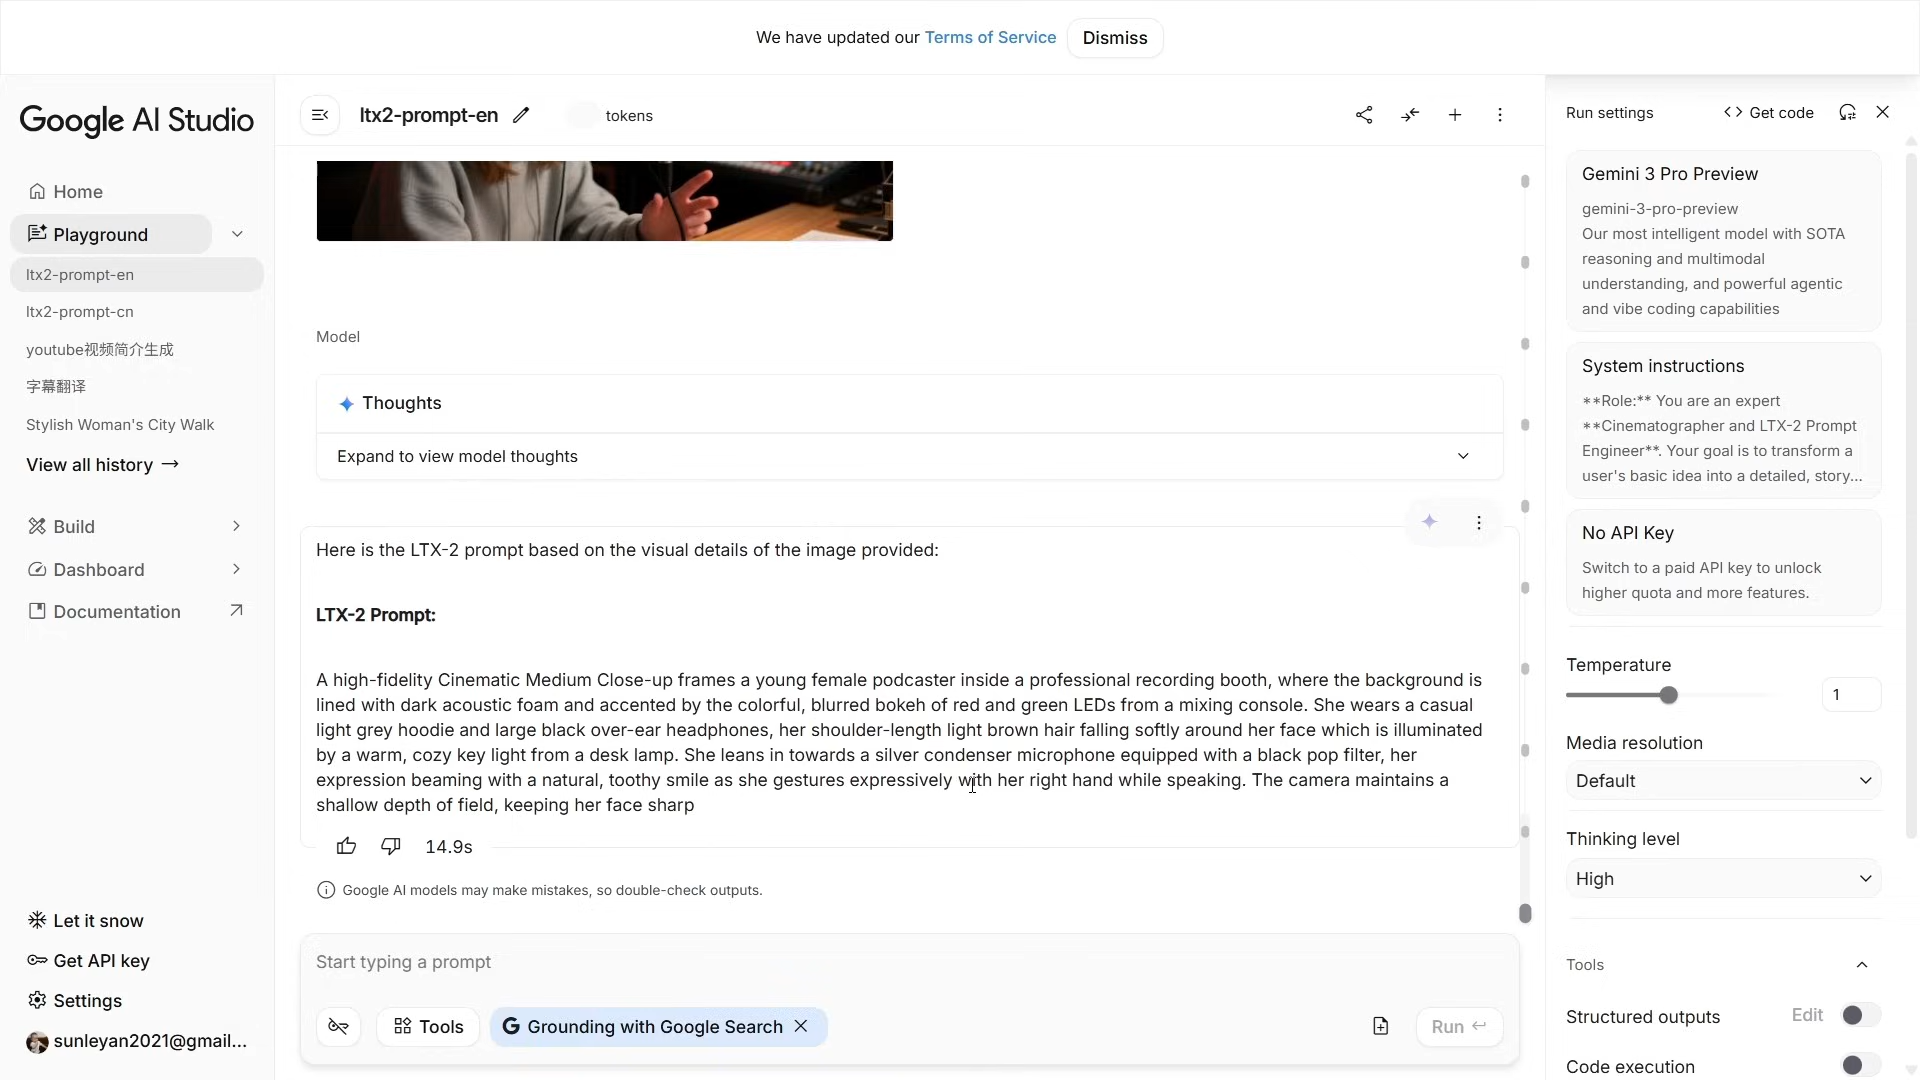 We have updated our Terms of Service Dismiss
Google AI Studio
Home
Playground
ltx2-prompt-en
ltx2-prompt-cn
youtube视频简介生成
字幕翻译
Stylish Woman's City Walk
View all history →
Build
Dashboard
Documentation
Let it snow
Get API key
Settings
sunleyan2021@gmail...
ltx2-prompt-en
tokens
Model
Thoughts
Expand to view model thoughts
Here is the LTX-2 prompt based on the visual details of the image provided:
LTX-2 Prompt:
A high-fidelity Cinematic Medium Close-up frames a young female podcaster inside a professional recording booth, where the background is
lined with dark acoustic foam and accented by the colorful, blurred bokeh of red and green LEDs from a mixing console. She wears a casual
light grey hoodie and large black over-ear headphones, her shoulder-length light brown hair falling softly around her face which is illuminated
by a warm, cozy key light from a desk lamp. She leans in towards a silver condenser microphone equipped with a black pop filter, her
expression beaming with a natural, toothy smile as she gestures expressively with her right hand while speaking. The camera maintains a
shallow depth of field, keeping her face sharp
14.9s
Google AI models may make mistakes, so double-check outputs.
Start typing a prompt
Tools
Grounding with Google Search
Run
Run settings
Get code
Gemini 3 Pro Preview
gemini-3-pro-preview
Our most intelligent model with SOTA
reasoning and multimodal
understanding, and powerful agentic
and vibe coding capabilities
System instructions
**Role:** You are an expert
**Cinematographer and LTX-2 Prompt
Engineer**. Your goal is to transform a
user's basic idea into a detailed, story...
No API Key
Switch to a paid API key to unlock
higher quota and more features.
Temperature
1
Media resolution
Default
Thinking level
High
Tools
Structured outputs Edit
Code execution